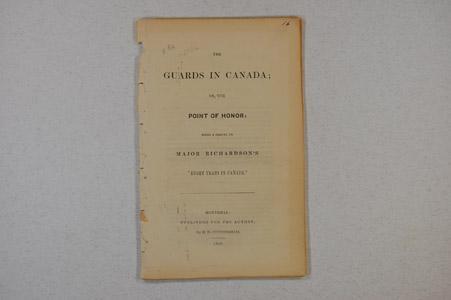 THE
GUARDS IN CANADA;
OR, THE
POINT OF HONOR:
BEING A SEQUEL TO
MAJOR RICHARDSON'S
"EIGHT YEARS IN CANADA."
MONTREAL:
PUBLISHED FOR THE AUTHOR,
By H. H. CUNNINGHAM.